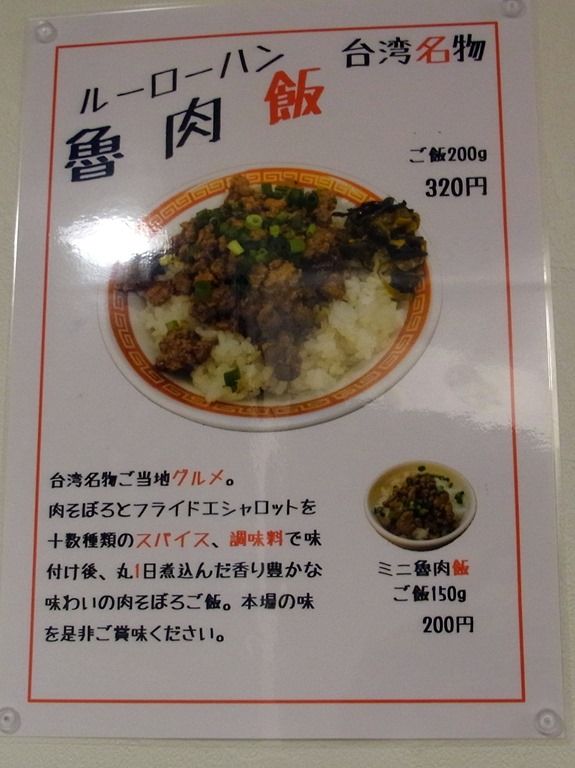 ルーローハン
台湾名物
魯肉飯
ご飯200g
320円
台湾名物ご当地グルメ。
肉そぼろとフライドエシャロットを
十数種類のスパイス、調味料で味
付け後、丸1日煮込んだ香り豊かな
味わいの肉そぼろご飯。本場の味
を是非ご賞味ください。
ミニ魯肉飯
ご飯150g
200円